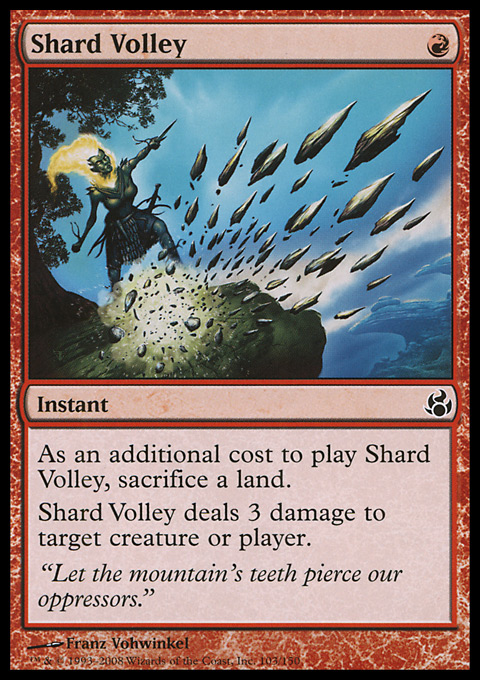 Shard Volley
Instant
As an additional cost to play Shard
Volley, sacrifice a land.
Shard Volley deals 3 damage to
target creature or player.
“Let the mountain’s teeth pierce our
oppressors.”
Franz Vohwinkel
™ & © 1993-2008 Wizards of the Coast, Inc. 103/150